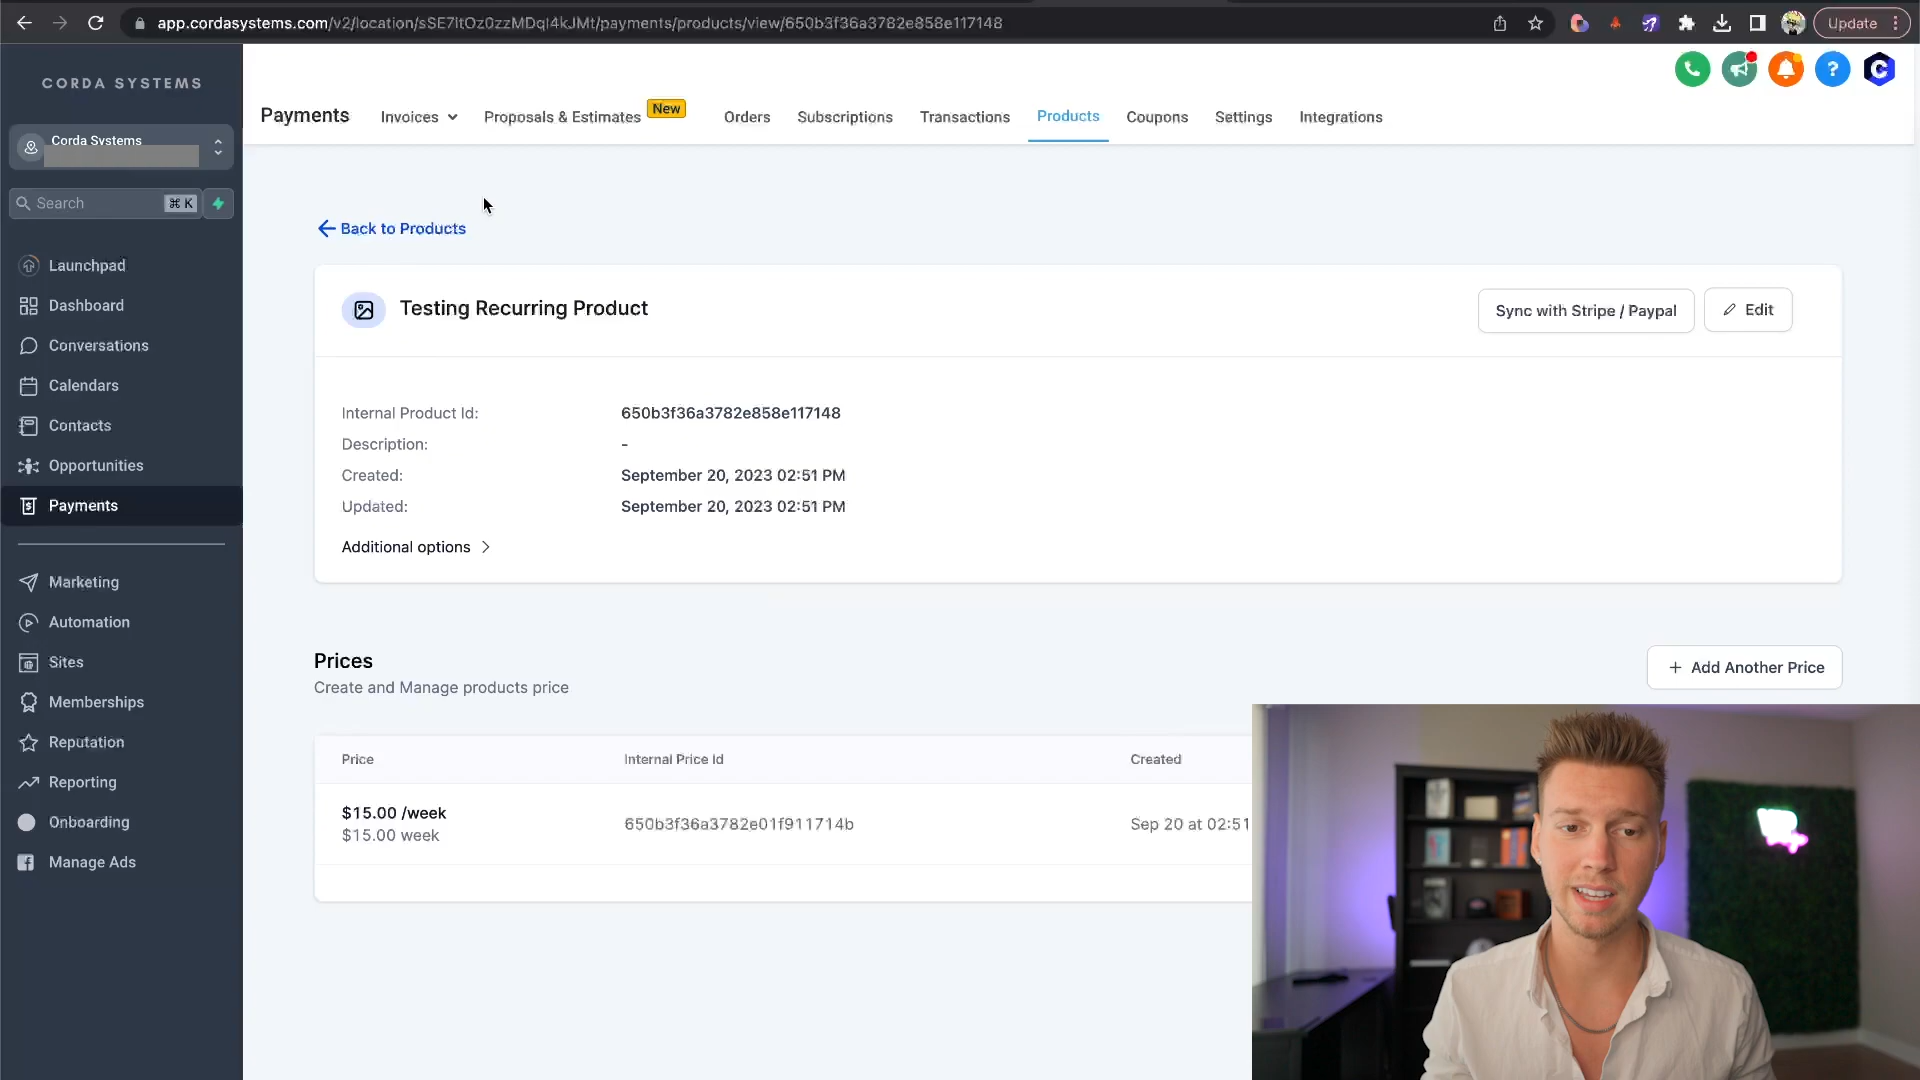 app.cordasystems.com/v2/location/sSE7ltOz0zzMDqI4kJMt/payments/products/view/650b3f36a3782e858e117148
Update
CORDA SYSTEMS
Corda Systems
Search
⌘ K
Launchpad
Dashboard
Conversations
Calendars
Contacts
Opportunities
Payments
Marketing
Automation
Sites
Memberships
Reputation
Reporting
Onboarding
Manage Ads
Payments
Invoices
Proposals & Estimates
New
Orders
Subscriptions
Transactions
Products
Coupons
Settings
Integrations
?
C
Back to Products
Testing Recurring Product
Sync with Stripe / Paypal
Edit
Internal Product Id: 650b3f36a3782e858e117148
Description: -
Created: September 20, 2023 02:51 PM
Updated: September 20, 2023 02:51 PM
Additional options
Prices
Create and Manage products price
+ Add Another Price
Price Internal Price Id Created
$15.00 /week
$15.00 week
650b3f36a3782e01f911714b
Sep 20 at 02:51